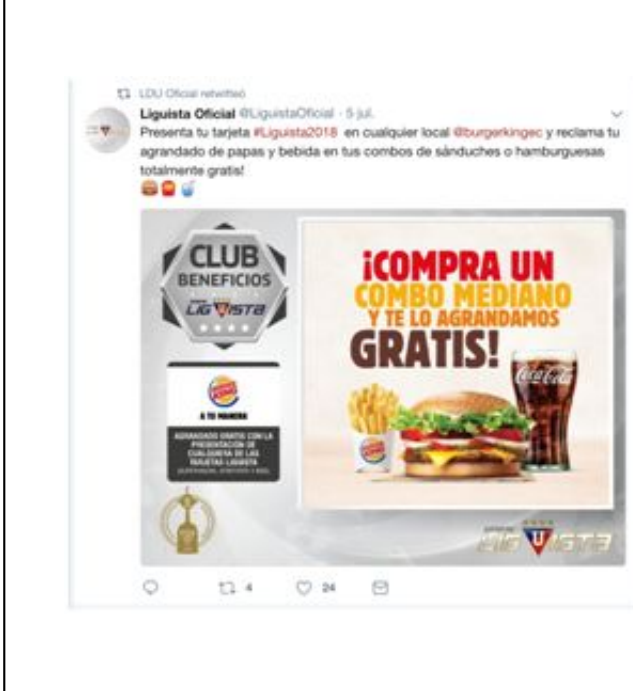 LDU Oficial retwitteó
Liguista Oficial @LiguistaOficial · 5 jul.
Presenta tu tarjeta #Liguista2018 en cualquier local @burgerkingec y reclama tu
agrandado de papas y bebida en tus combos de sánduches o hamburguesas
totalmente gratis!
CLUB
BENEFICIOS
LIGUISTA
¡COMPRA UN
COMBO MEDIANO
Y TE LO AGRANDAMOS
GRATIS!
BURGER
KING
A TU MANERA
AGRANDADO GRATIS CON LA
PRESENTACIÓN DE
CUALQUIERA DE LAS
TARJETAS LIGUISTA
Coca-Cola
LIGUISTA
4
24